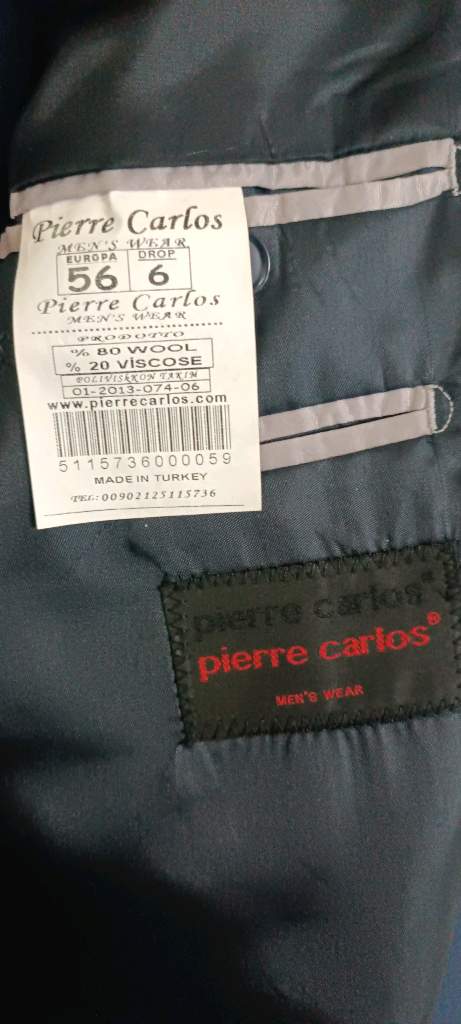 Pierre Carlos
MEN'S WEAR
EUROPA DROP
56 6
Pierre Carlos
MEN'S WEAR
PRODOTTO
% 80 WOOL
% 20 VİSCOSE
POLIVISKKON TAKIM
01-2013-074-06
www.pierrecarlos.com
5115736000059
MADE IN TURKEY
TEL: 00902125115736
pierre carlos®
pierre carlos®
MEN'S WEAR